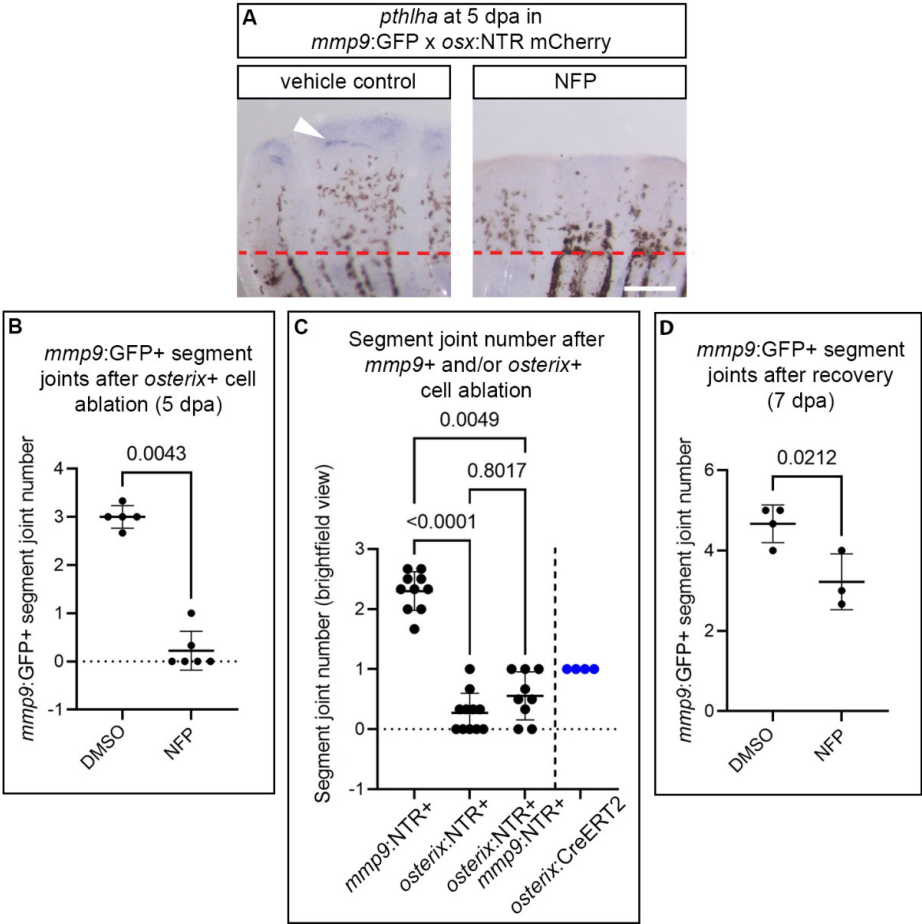 A
pthlha at 5 dpa in
mmp9:GFP x osx:NTR mCherry
vehicle control
NFP
B
mmp9:GFP+ segment
joints after osterix+ cell
ablation (5 dpa)
0.0043
mmp9:GFP+ segment joint number
4
3
2
1
0
-1
DMSO
NFP
C
Segment joint number after
mmp9+ and/or osterix+
cell ablation
0.0049
0.8017
<0.0001
Segment joint number (brightfield view)
3
2
1
0
-1
mmp9:NTR+
osterix:NTR+
osterix:NTR+
mmp9:NTR+
osterix:CreERT2
D
mmp9:GFP+ segment
joints after recovery
(7 dpa)
0.0212
mmp9:GFP+ segment joint number
6
4
2
0
DMSO
NFP